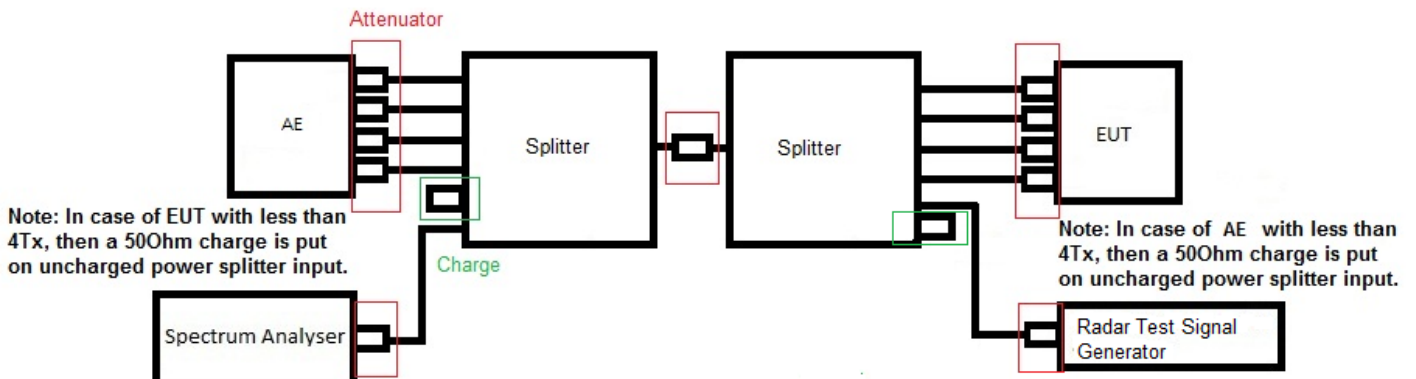 Attenuator
AE
Splitter
Splitter
EUT
Note: In case of EUT with less than
4Tx, then a 50Ohm charge is put
on uncharged power splitter input.
Charge
Note: In case of AE with less than
4Tx, then a 50Ohm charge is put
on uncharged power splitter input.
Spectrum Analyser
Radar Test Signal
Generator